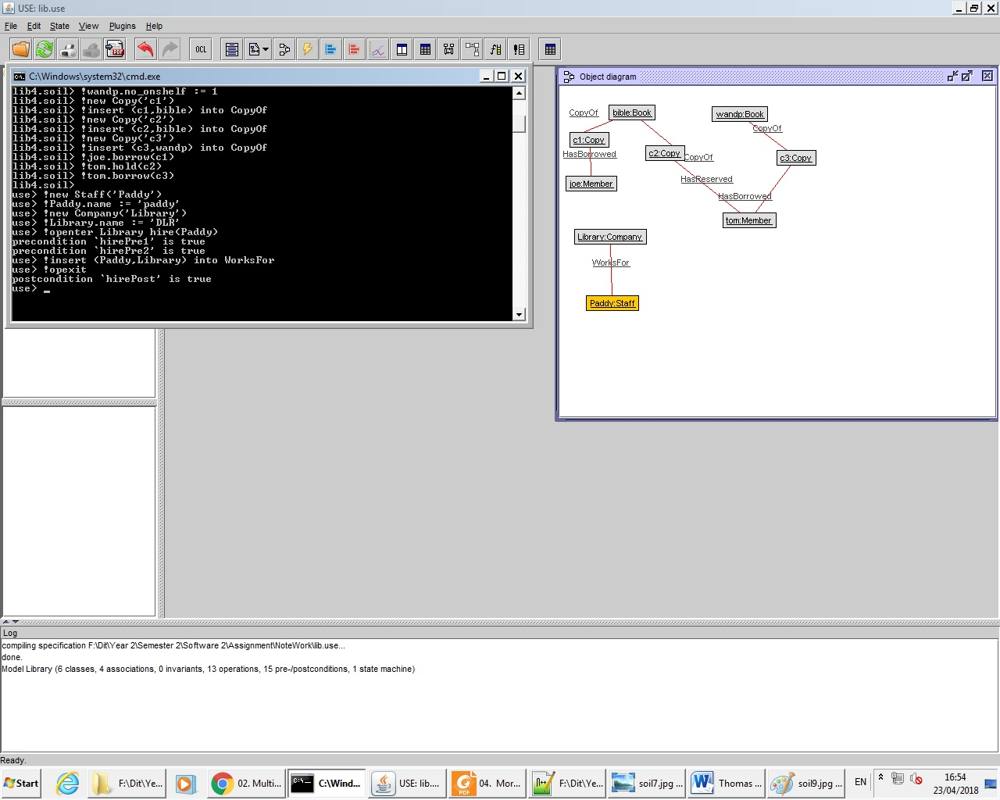 USE: lib.use
File Edit State View Plugins Help
OCL
PDF
C:\Windows\system32\cmd.exe
lib4.soil> !wandp.no_onshelf := 1
lib4.soil> !new Copy('c1')
lib4.soil> !insert (c1,bible) into CopyOf
lib4.soil> !new Copy('c2')
lib4.soil> !insert (c2,bible) into CopyOf
lib4.soil> !new Copy('c3')
lib4.soil> !insert (c3,wandp) into CopyOf
lib4.soil> !joe.borrow(c1)
lib4.soil> !tom.hold(c2)
lib4.soil> !tom.borrow(c3)
lib4.soil>
use> !new Staff('Paddy')
use> !Paddy.name := 'paddy'
use> !new Company('Library')
use> !Library.name := 'DLR'
use> !openter Library hire(Paddy)
precondition `hirePre1' is true
precondition `hirePre2' is true
use> !insert (Paddy,Library) into WorksFor
use> !opexit
postcondition `hirePost' is true
use> _
Object diagram
CopyOf
bible:Book
wandp:Book
CopyOf
c1:Copy
HasBorrowed
c2:Copy
CopyOf
c3:Copy
joe:Member
HasReserved
HasBorrowed
tom:Member
Library:Company
WorksFor
Paddy:Staff
Log
compiling specification F:\Dit\Year 2\Semester 2\Software 2\Assignment\NoteWork\lib.use...
done.
Model Library (6 classes, 4 associations, 0 invariants, 13 operations, 15 pre-/postconditions, 1 state machine)
Ready.
Start
F:\Dit\Ye...
02. Multi...
C:\Wind...
USE: lib....
04. Mor...
F:\Dit\Ye...
soil7.jpg ...
Thomas ...
soil9.jpg ...
EN
16:54
23/04/2018